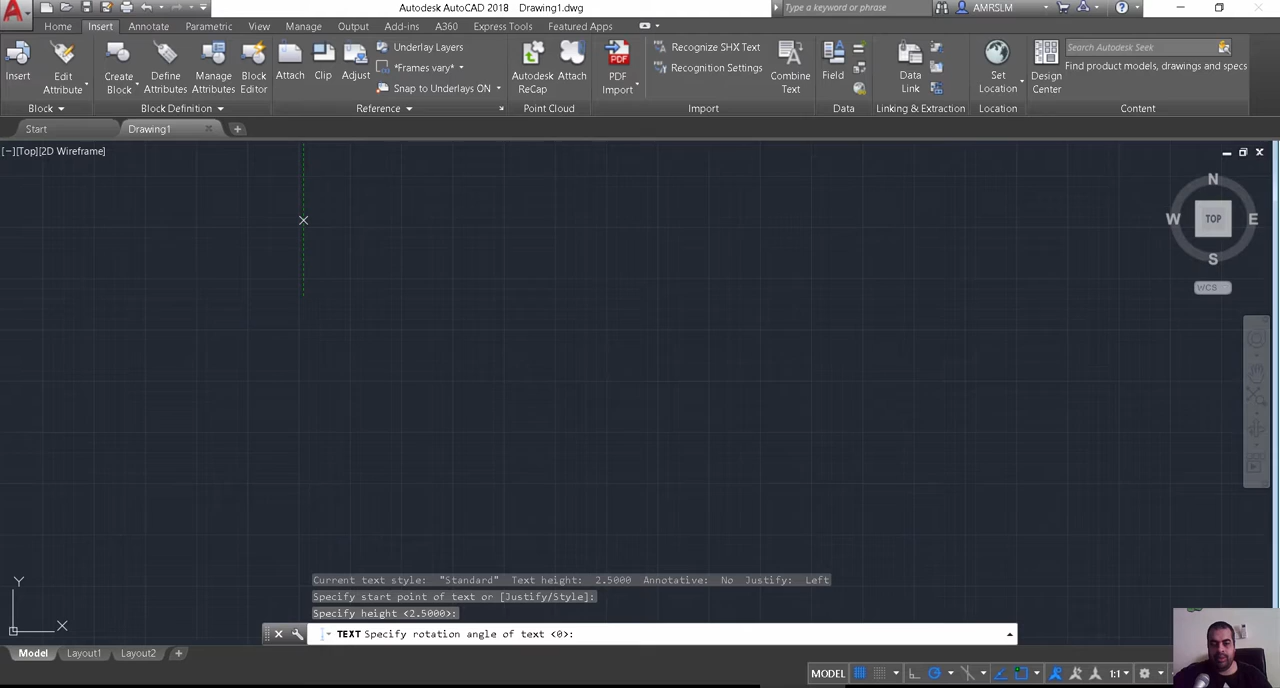 Autodesk AutoCAD 2018 Drawing1.dwg
Type a keyword or phrase
AMRSLM
Home Insert Annotate Parametric View Manage Output Add-ins A360 Express Tools Featured Apps
Insert
Edit
Attribute
Create
Block
Define
Attributes
Manage
Attributes
Block
Editor
Attach
Clip
Adjust
Underlay Layers
*Frames vary*
Snap to Underlays ON
Autodesk
ReCap
Attach
PDF
PDF
Import
Recognize SHX Text
Recognition Settings
Combine
Text
Field
Data
Link
Set
Location
Design
Center
Search Autodesk Seek
Find product models, drawings and specs
Block Block Definition Reference Point Cloud Import Data Linking & Extraction Location Content
Start Drawing1
[−][Top][2D Wireframe]
N
W TOP E
S
WCS
Y
X
Current text style: "Standard" Text height: 2.5000 Annotative: No Justify: Left
Specify start point of text or [Justify/Style]:
Specify height <2.5000>:
TEXT Specify rotation angle of text <0>:
Model Layout1 Layout2
MODEL 1:1